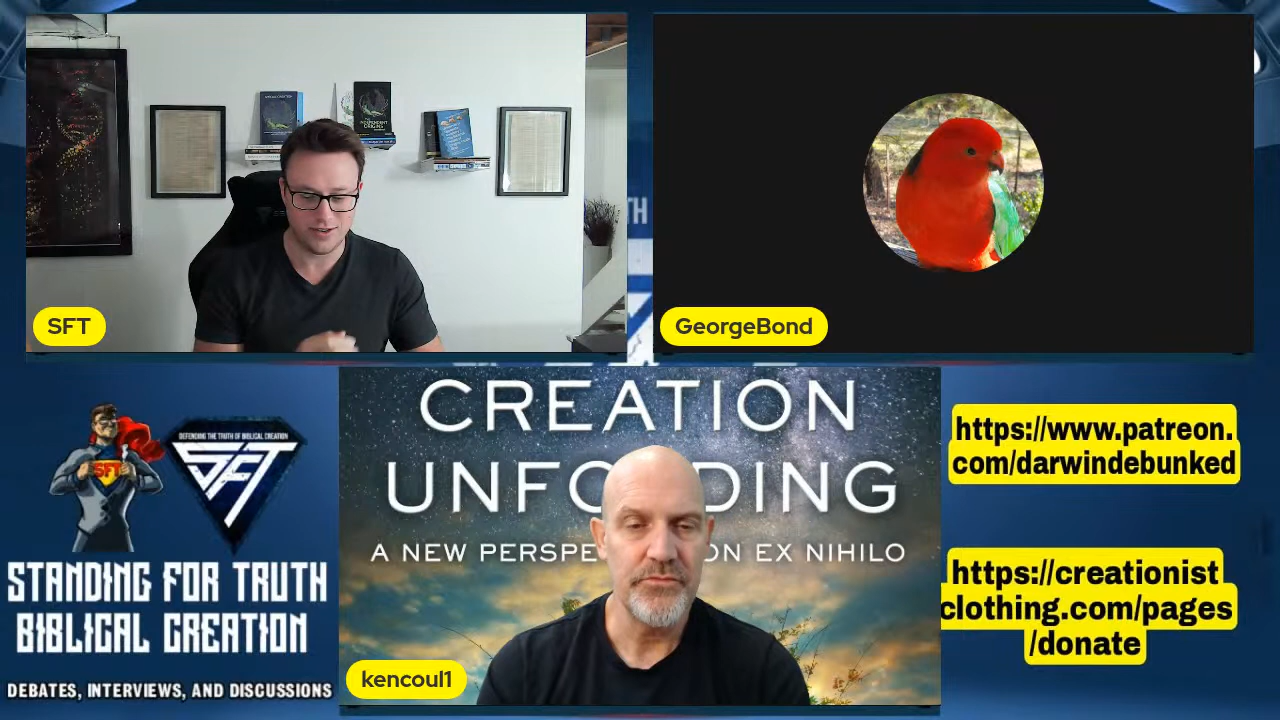 SFT
GeorgeBond
TH
CREATION
UNFO DING
A NEW PERSPE ON EX NIHILO
kencoul1
SFT
DEFENDING THE TRUTH OF BIBLICAL CREATION
SFT
STANDING FOR TRUTH
BIBLICAL CREATION
DEBATES, INTERVIEWS, AND DISCUSSIONS
https://www.patreon.
com/darwindebunked
https://creationist
clothing.com/pages
/donate